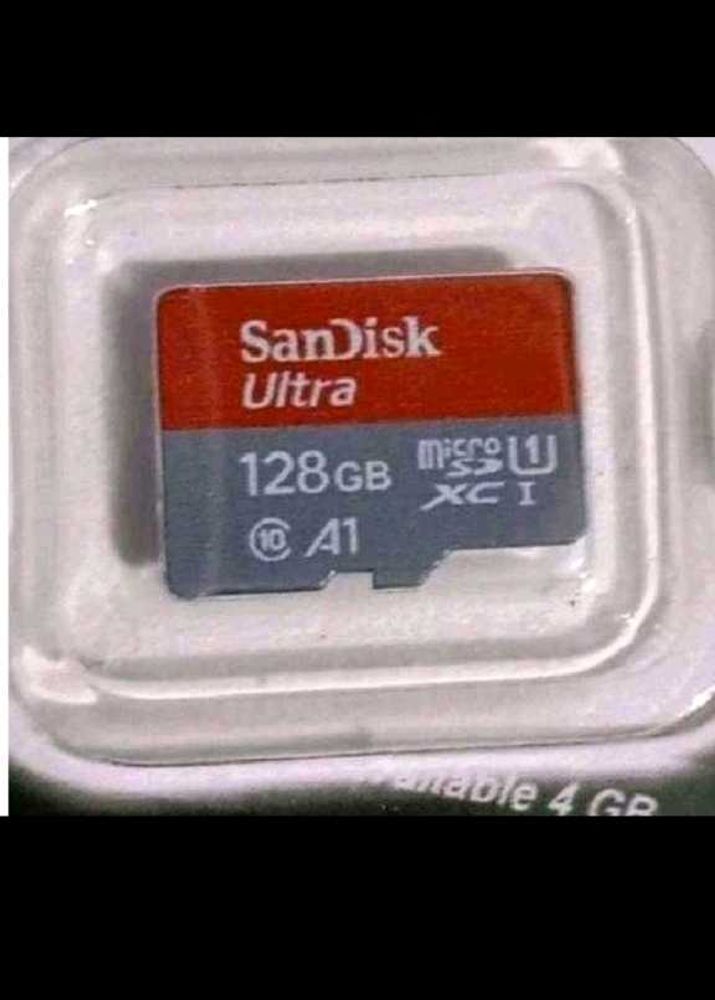 SanDisk
Ultra
128GB
micro SD XC I U1
10 A1
4 GB